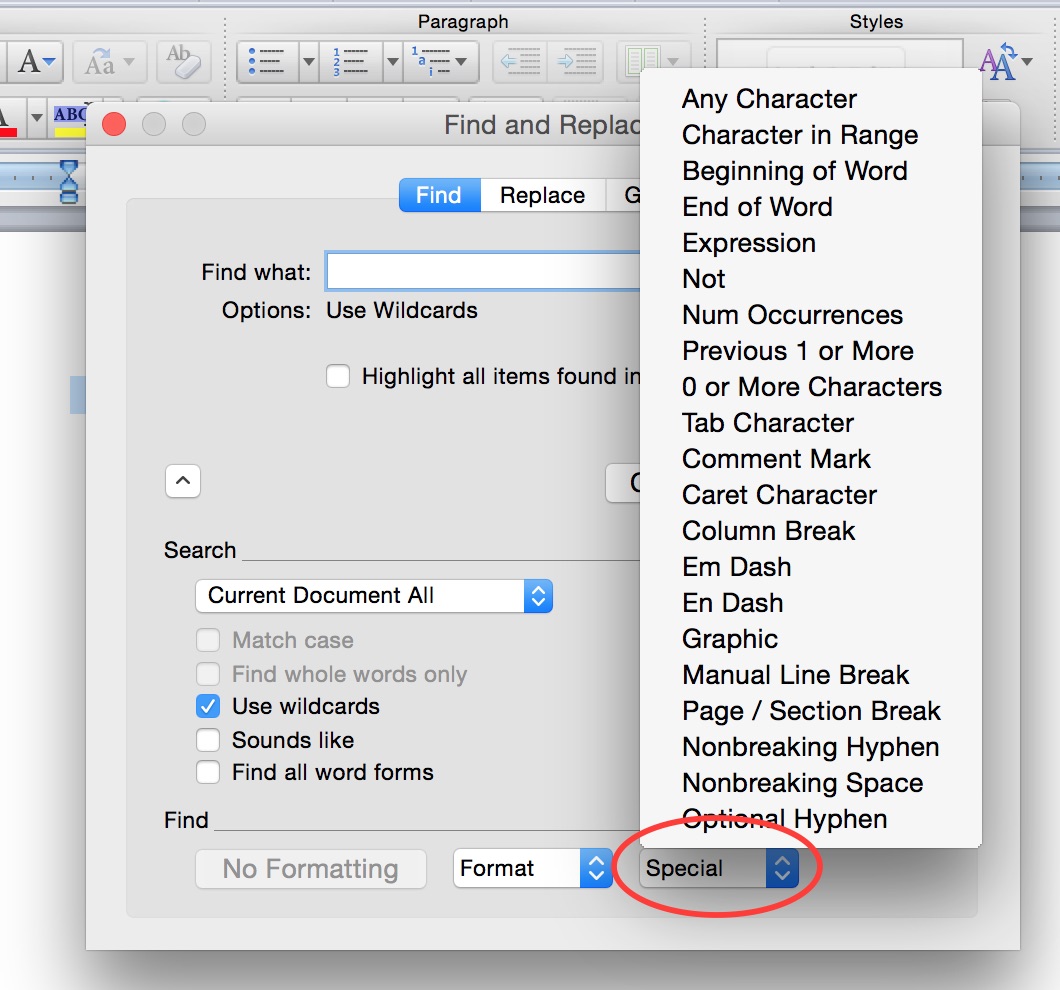 Paragraph
Styles
A
Aa
Ab
1
2
3
1
a
i
A
A
A
ABC
Find and Replac
Find
Replace
G
Find what:
Options: Use Wildcards
Highlight all items found in
Search
Current Document All
Match case
Find whole words only
Use wildcards
Sounds like
Find all word forms
Find
No Formatting
Format
Special
Any Character
Character in Range
Beginning of Word
End of Word
Expression
Not
Num Occurrences
Previous 1 or More
0 or More Characters
Tab Character
Comment Mark
Caret Character
Column Break
Em Dash
En Dash
Graphic
Manual Line Break
Page / Section Break
Nonbreaking Hyphen
Nonbreaking Space
Optional Hyphen